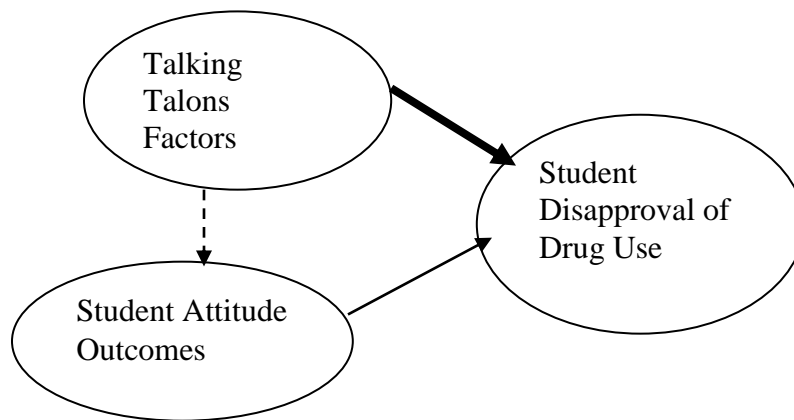 Talking
Talons
Factors
Student
Disapproval of
Drug Use
Student Attitude
Outcomes